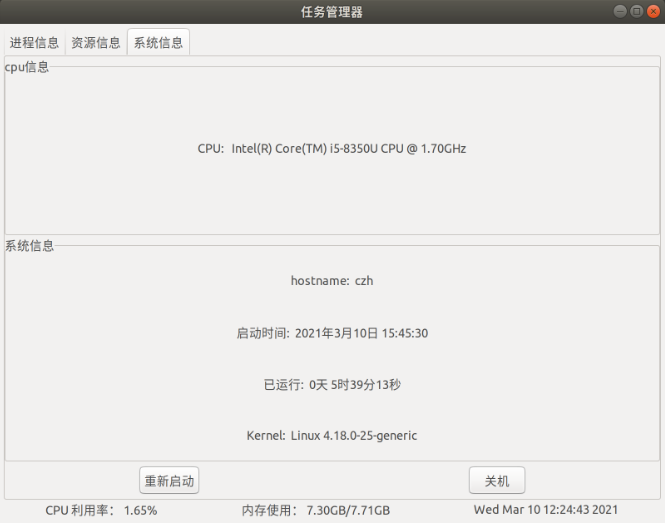 任务管理器
进程信息 资源信息 系统信息
cpu信息
CPU: Intel(R) Core(TM) i5-8350U CPU @ 1.70GHz
系统信息
hostname: czh
启动时间: 2021年3月10日 15:45:30
已运行: 0天 5时39分13秒
Kernel: Linux 4.18.0-25-generic
重新启动 关机
CPU 利用率: 1.65% 内存使用: 7.30GB/7.71GB Wed Mar 10 12:24:43 2021